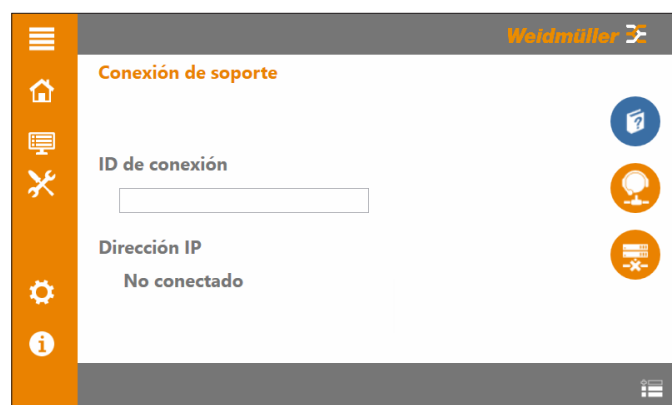 Weidmüller
Conexión de soporte
ID de conexión
Dirección IP
No conectado